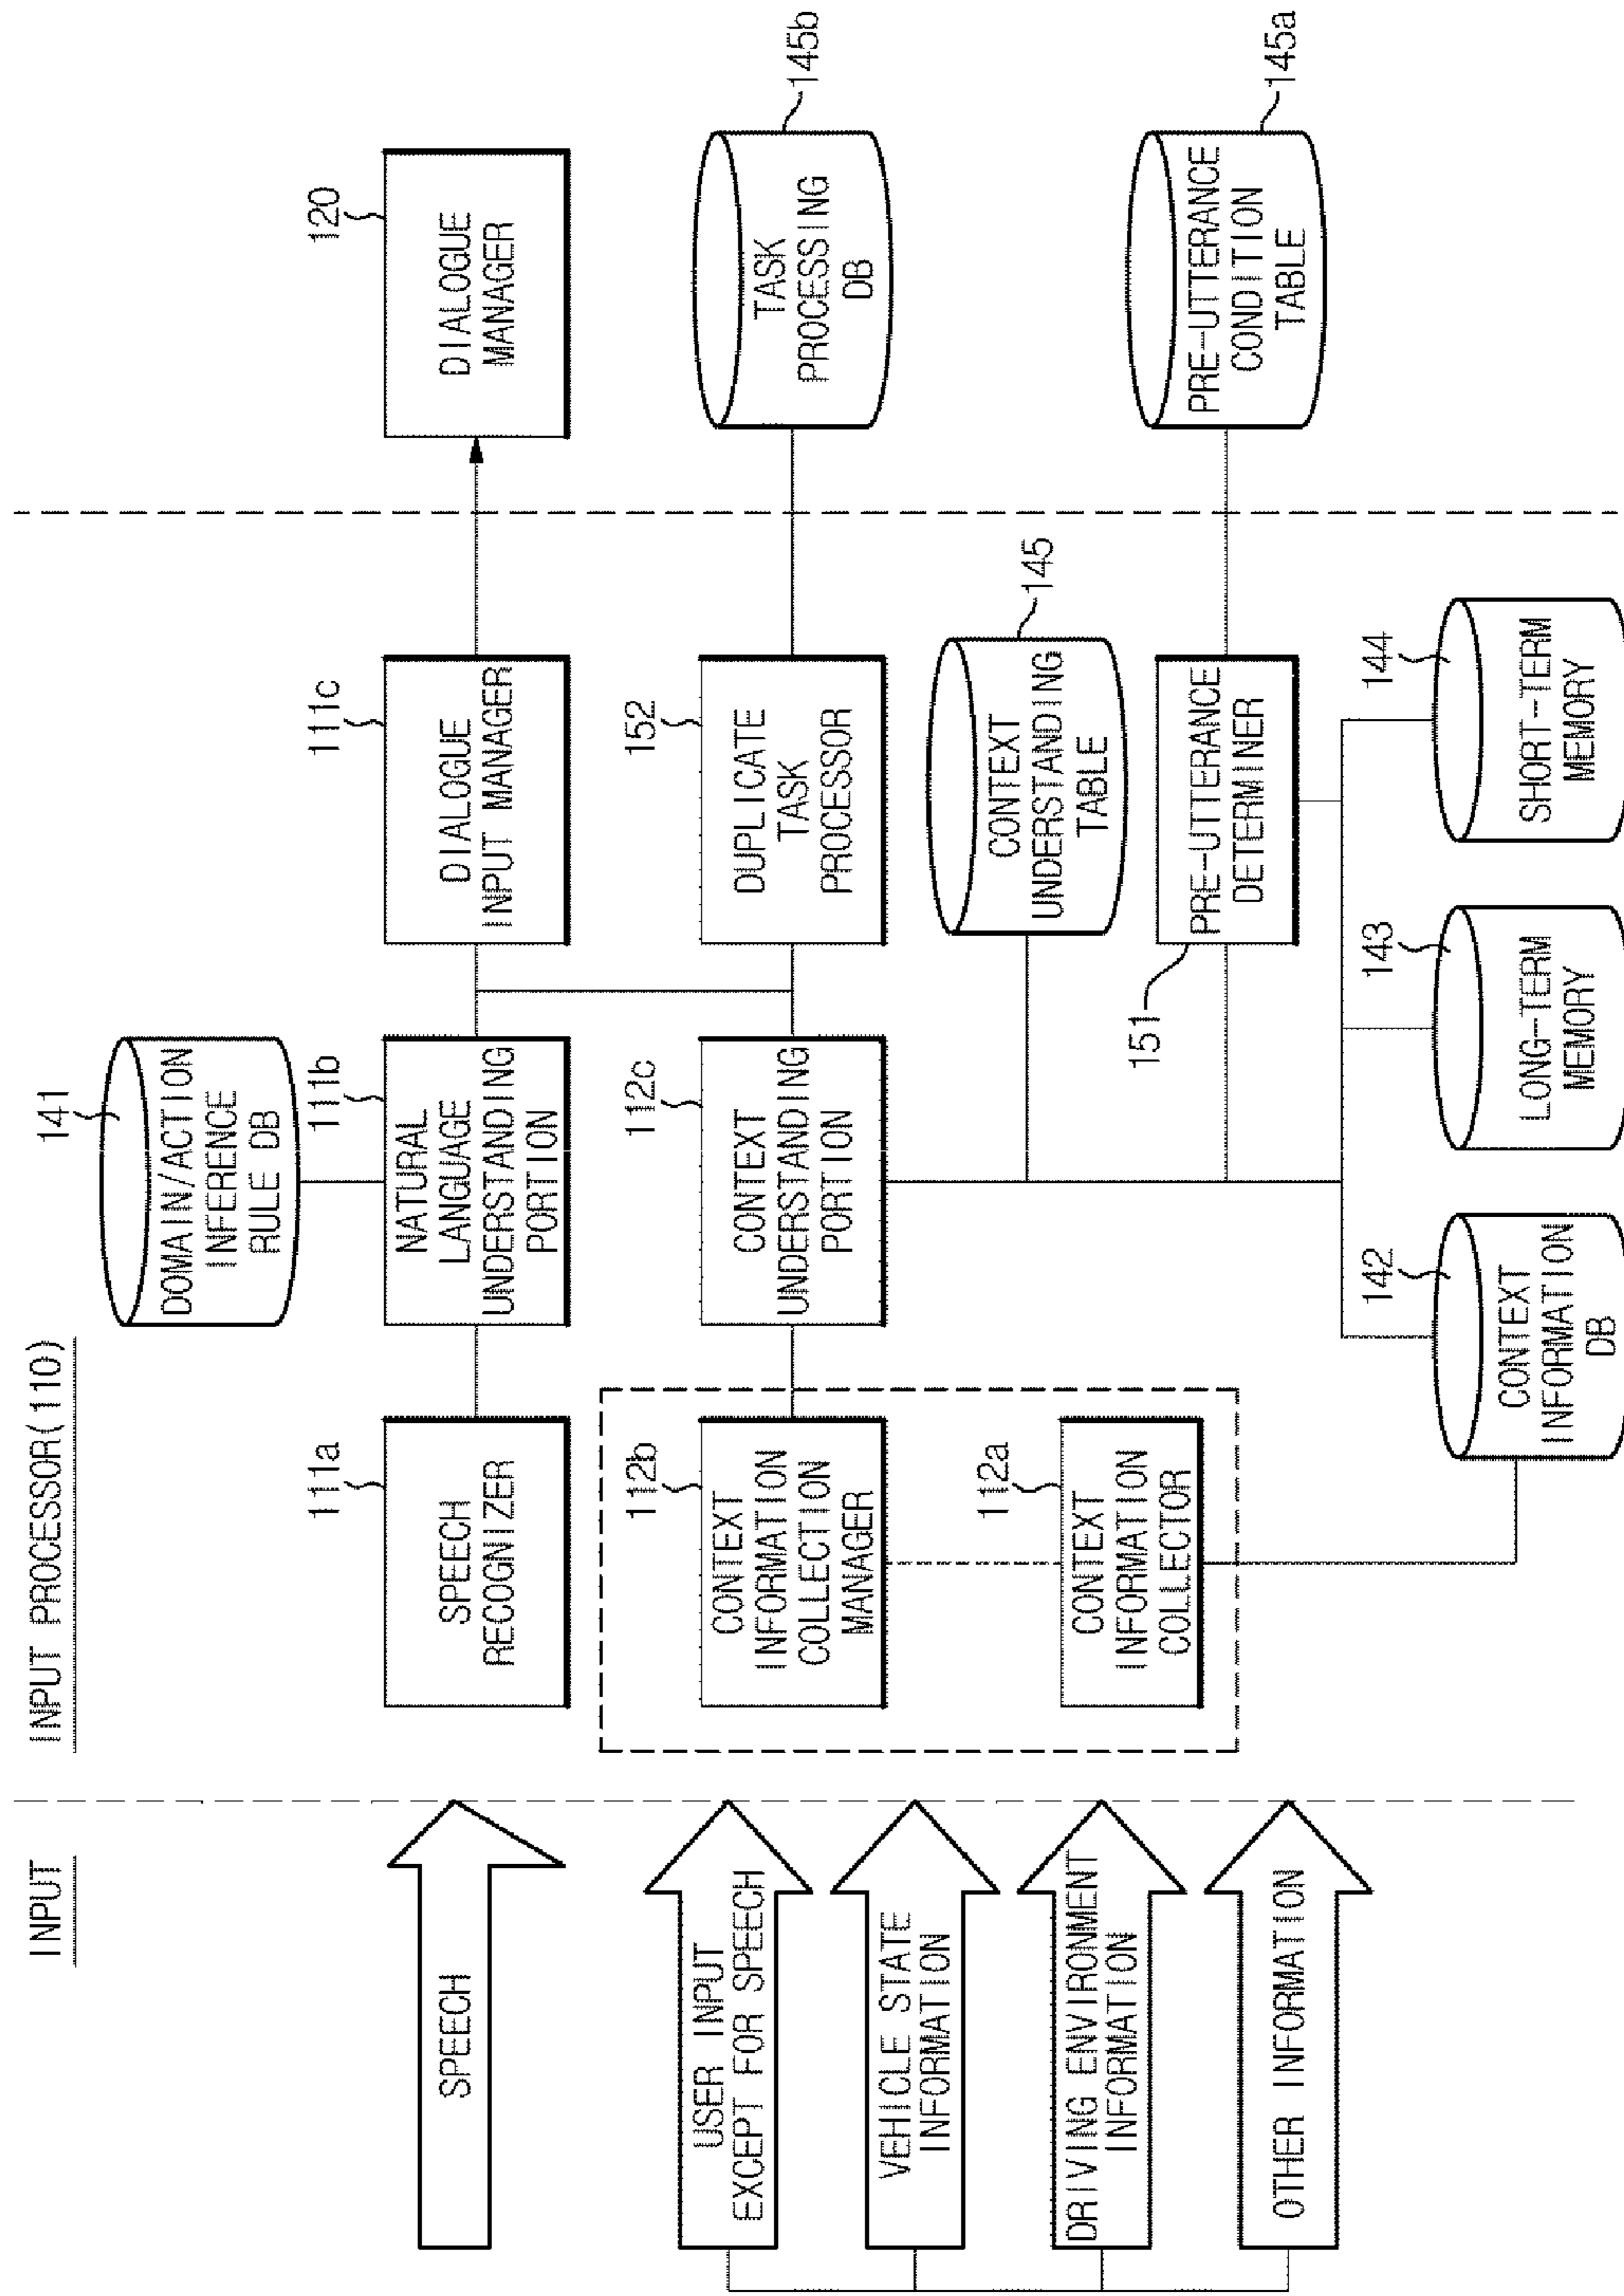 INPUT
INPUT PROCESSOR(110)
SPEECH
USER INPUT
EXCEPT FOR SPEECH
VEHICLE STATE
INFORMATION
DRIVING ENVIRONMENT
INFORMATION
OTHER INFORMATION
111a
SPEECH
RECOGNIZER
141
DOMAIN/ACTION
INFERENCE
RULE DB
111b
NATURAL
LANGUAGE
UNDERSTANDING
PORTION
111c
DIALOGUE
INPUT MANAGER
120
DIALOGUE
MANAGER
112b
CONTEXT
INFORMATION
COLLECTION
MANAGER
112a
CONTEXT
INFORMATION
COLLECTOR
112c
CONTEXT
UNDERSTANDING
PORTION
152
DUPLICATE
TASK
PROCESSOR
145b
TASK
PROCESSING
DB
145
CONTEXT
UNDERSTANDING
TABLE
151
PRE-UTTERANCE
DETERMINER
145a
PRE-UTTERANCE
CONDITION
TABLE
142
CONTEXT
INFORMATION
DB
143
LONG-TERM
MEMORY
144
SHORT-TERM
MEMORY